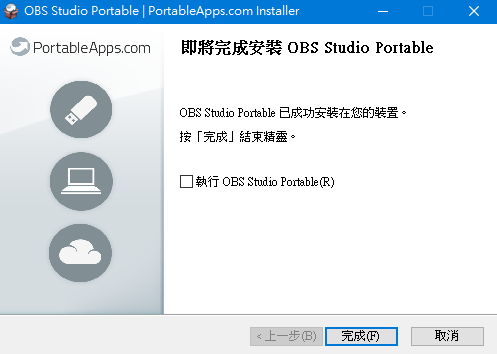 OBS Studio Portable | PortableApps.com Installer
PortableApps.com
即將完成安裝 OBS Studio Portable
OBS Studio Portable 已成功安裝在您的裝置。
按「完成」結束精靈。
執行 OBS Studio Portable(R)
< 上一步(B)
完成(F)
取消